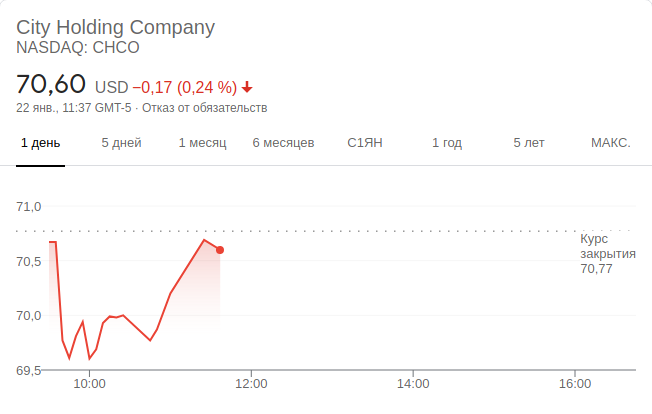 City Holding Company
NASDAQ: CHCO
70,60 USD −0,17 (0,24 %)
22 янв., 11:37 GMT-5 · Отказ от обязательств
1 день 5 дней 1 месяц 6 месяцев С1ЯН 1 год 5 лет МАКС.
71,0
Курс
закрытия
70,77
70,5
70,0
69,5
10:00 12:00 14:00 16:00